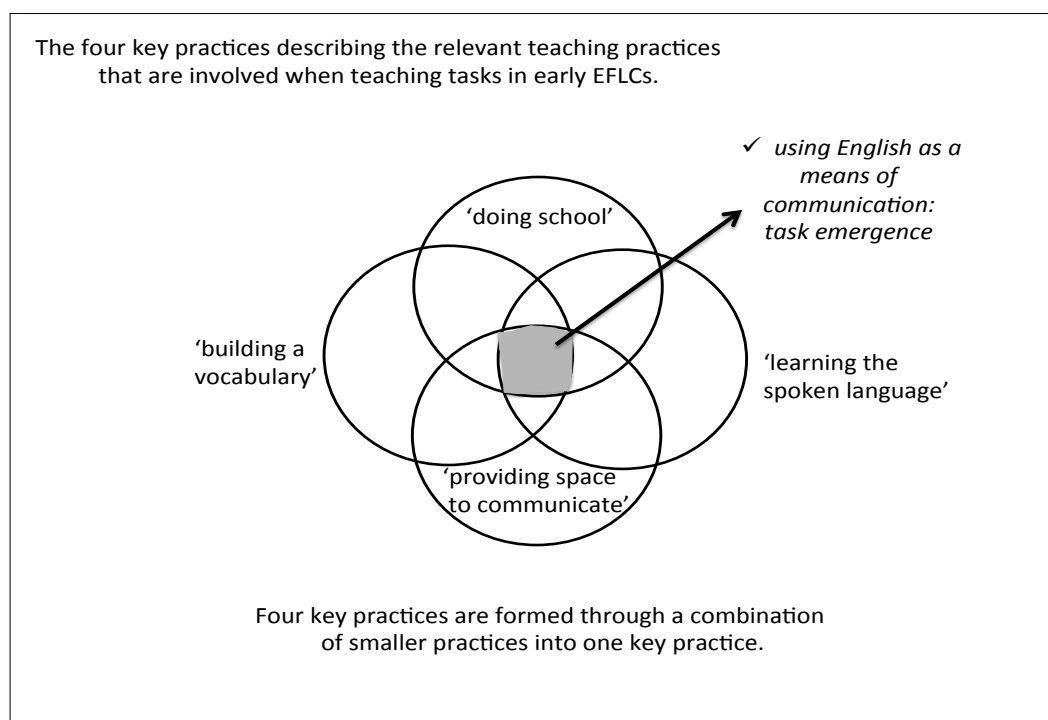 The four key practices describing the relevant teaching practices
that are involved when teaching tasks in early EFLCs.
✓ using English as a
means of
communication:
task emergence
‘doing school’
‘building a
vocabulary’
‘learning the
spoken language’
‘providing space
to communicate’
Four key practices are formed through a combination
of smaller practices into one key practice.